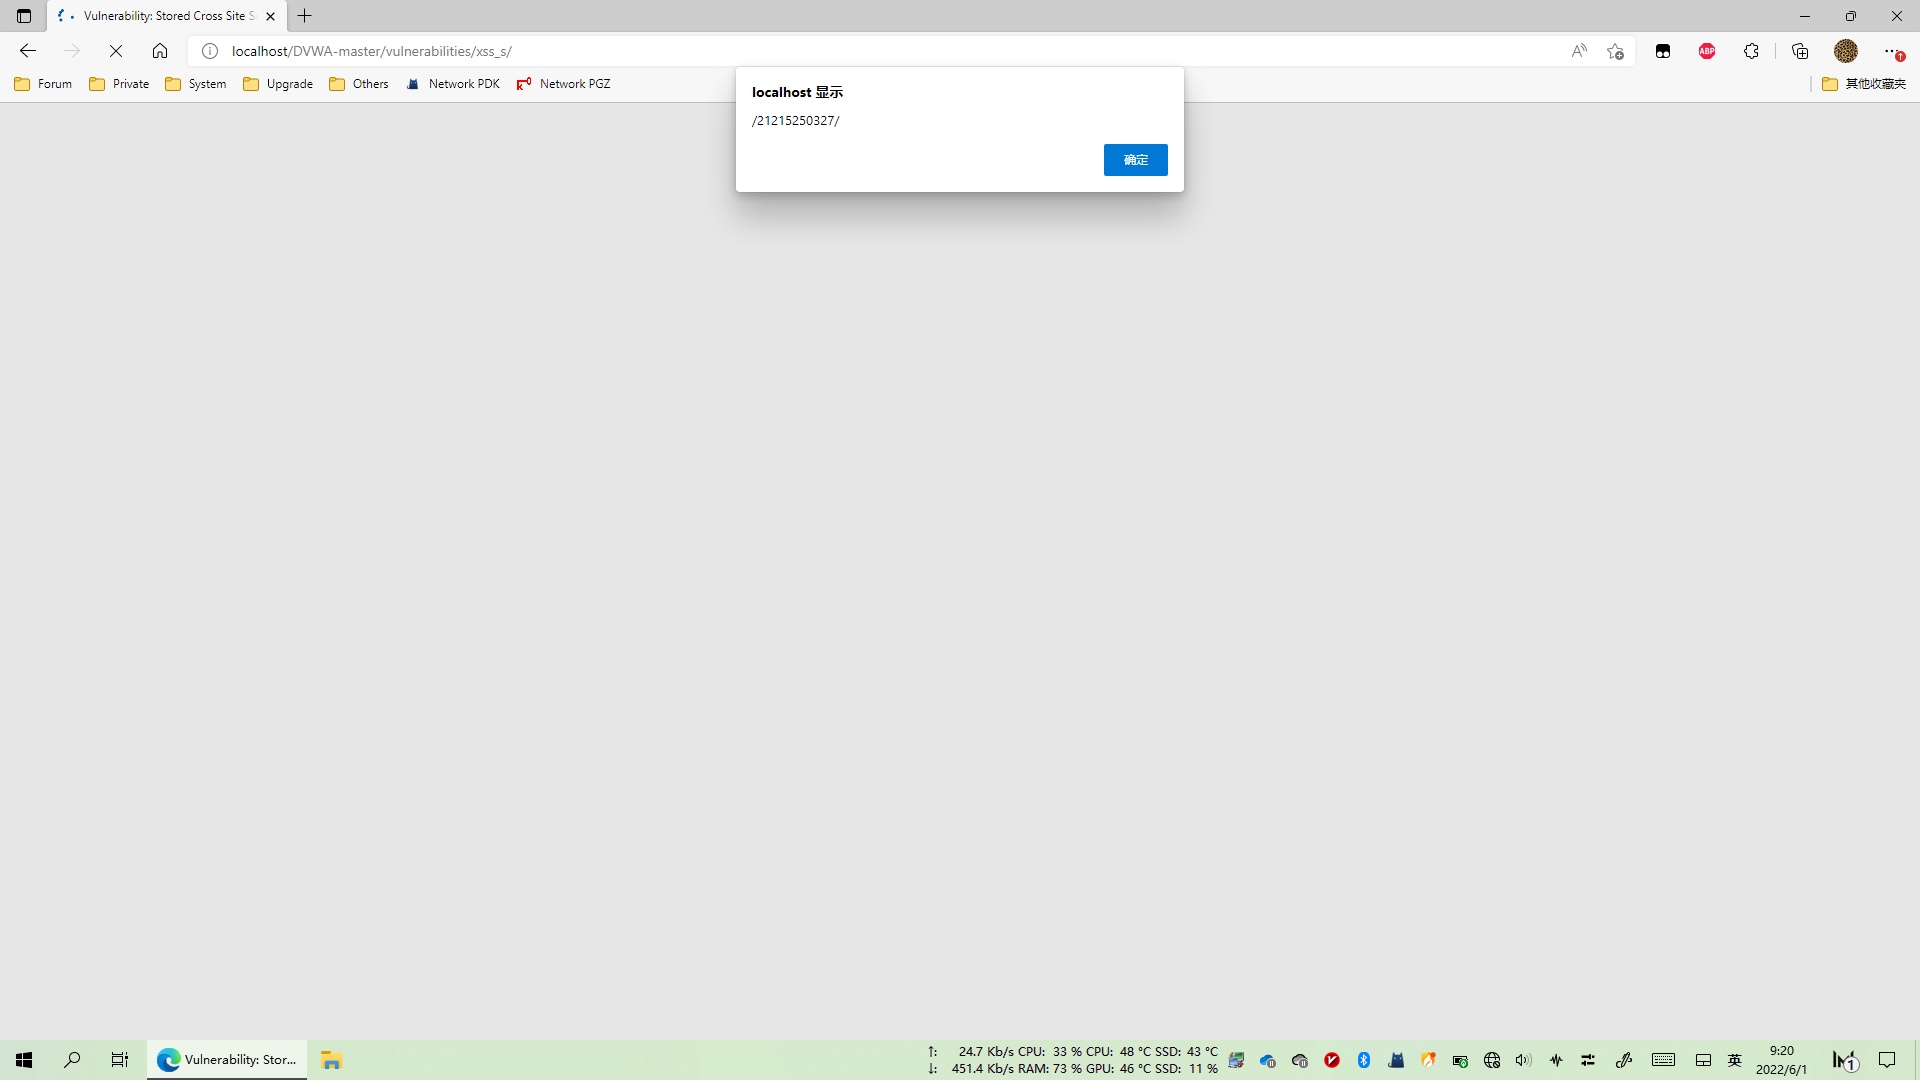 Vulnerability: Stored Cross Site S
localhost/DVWA-master/vulnerabilities/xss_s/
ABP
Forum
Private
System
Upgrade
Others
Network PDK
Network PGZ
其他收藏夹
localhost 显示
/21215250327/
确定
Vulnerability: Stor...
↑: 24.7 Kb/s CPU: 33 % CPU: 48 °C SSD: 43 °C
↓: 451.4 Kb/s RAM: 73 % GPU: 46 °C SSD: 11 %
英
9:20
2022/6/1
1